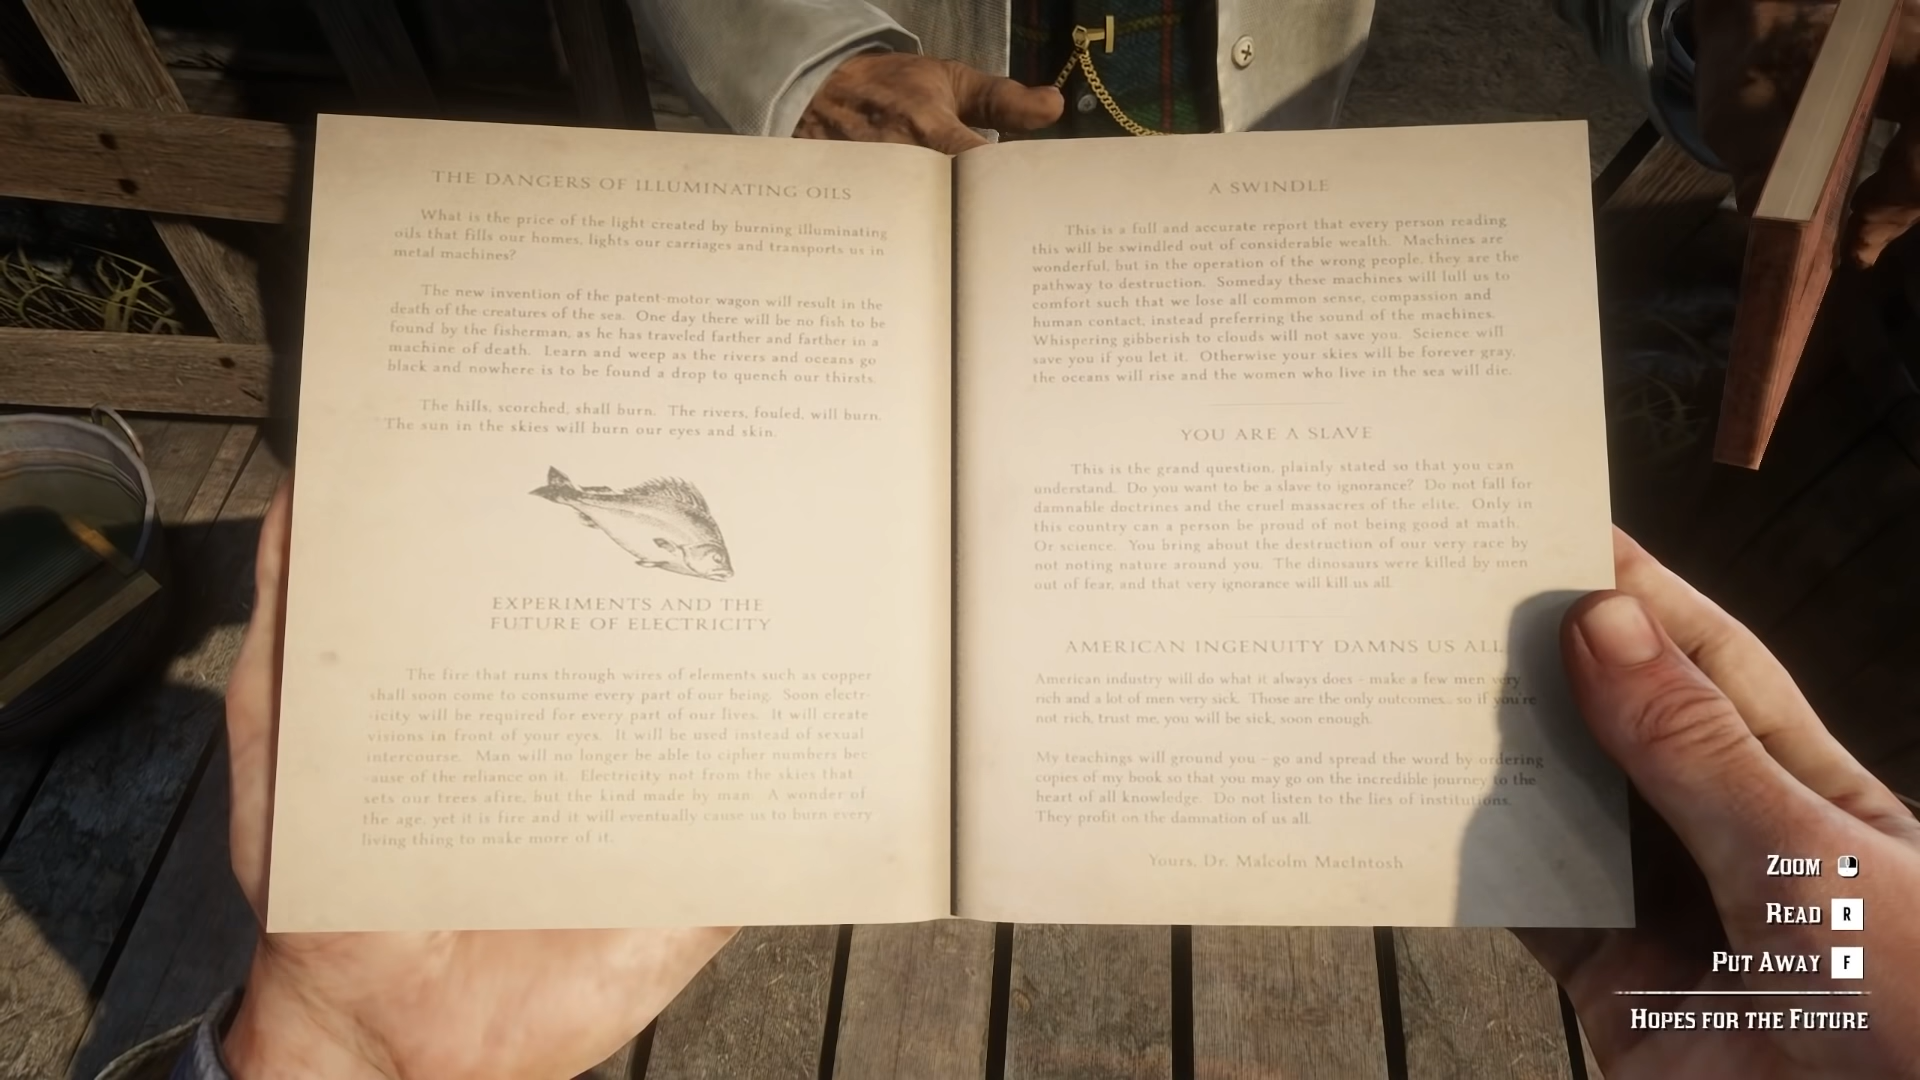 THE DANGERS OF ILLUMINATING OILS
What is the price of the light created by burning illuminating
oils that fills our homes, lights our carriages and transports us in
metal machines?
The new invention of the patent-motor wagon will result in the
death of the creatures of the sea. One day there will be no fish to be
found by the fisherman, as he has traveled farther and farther in a
machine of death. Learn and weep as the rivers and oceans go
black and nowhere is to be found a drop to quench our thirsts.
The hills, scorched, shall burn. The rivers, fouled, will burn.
The sun in the skies will burn our eyes and skin.
EXPERIMENTS AND THE
FUTURE OF ELECTRICITY
The fire that runs through wires of elements such as copper
shall soon come to consume every part of our being. Soon electr-
-icity will be required for every part of our lives. It will create
visions in front of your eyes. It will be used instead of sexual
intercourse. Man will no longer be able to cipher numbers bec
-ause of the reliance on it. Electricity not from the skies that
sets our trees afire, but the kind made by man. A wonder of
the age, yet it is fire and it will eventually cause us to burn every
living thing to make more of it.
A SWINDLE
This is a full and accurate report that every person reading
this will be swindled out of considerable wealth. Machines are
wonderful, but in the operation of the wrong people, they are the
pathway to destruction. Someday these machines will lull us to
comfort such that we lose all common sense, compassion and
human contact, instead preferring the sound of the machines.
Whispering gibberish to clouds will not save you. Science will
save you if you let it. Otherwise your skies will be forever gray,
the oceans will rise and the women who live in the sea will die.
YOU ARE A SLAVE
This is the grand question, plainly stated so that you can
understand. Do you want to be a slave to ignorance? Do not fall for
damnable doctrines and the cruel massacres of the elite. Only in
this country can a person be proud of not being good at math.
Or science. You bring about the destruction of our very race by
not noting nature around you. The dinosaurs were killed by men
out of fear, and that very ignorance will kill us all.
AMERICAN INGENUITY DAMNS US ALL
American industry will do what it always does - make a few men very
rich and a lot of men very sick. Those are the only outcomes.. so if you're
not rich, trust me, you will be sick, soon enough.
My teachings will ground you - go and spread the word by ordering
copies of my book so that you may go on the incredible journey to the
heart of all knowledge. Do not listen to the lies of institutions.
They profit on the damnation of us all.
Yours, Dr. Malcolm MacIntosh
ZOOM
READ R
PUT AWAY F
HOPES FOR THE FUTURE